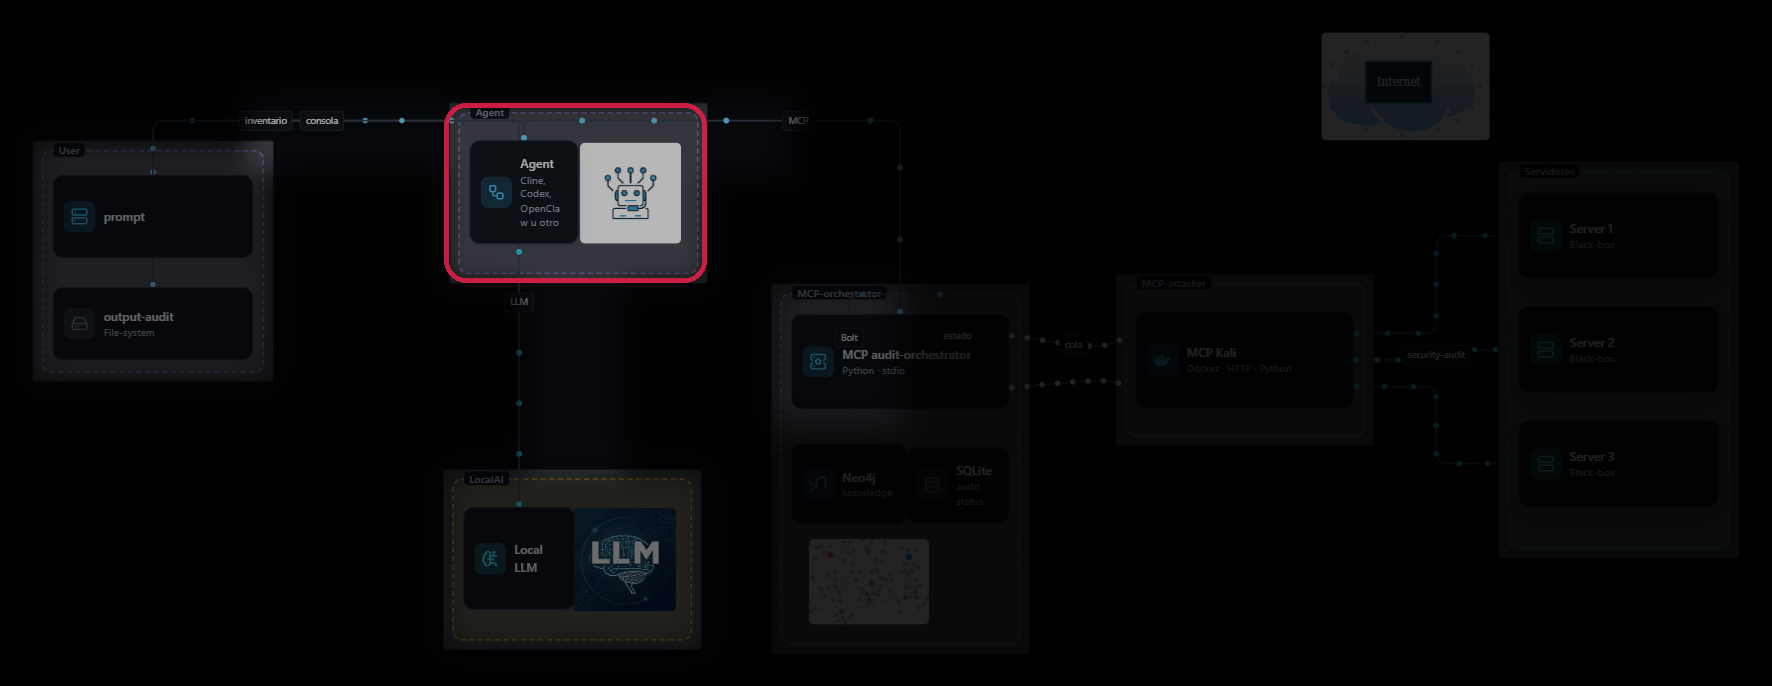 Internet
Agent
inventario
consola
MCP
User
Agent
Cline,
Codex,
OpenCla
w u otro
prompt
Servidores
Server 1
Black-box
output-audit
File-system
LLM
MCP-orchestrator
MCP-attacker
Bolt
estado
MCP audit-orchestrator
Python · stdio
cola
MCP Kali
Docker · HTTP · Python
security-audit
Server 2
Black-box
LocalAI
Local
LLM
LLM
Neo4j
knowledge
SQLite
audit
status
Server 3
Black-box